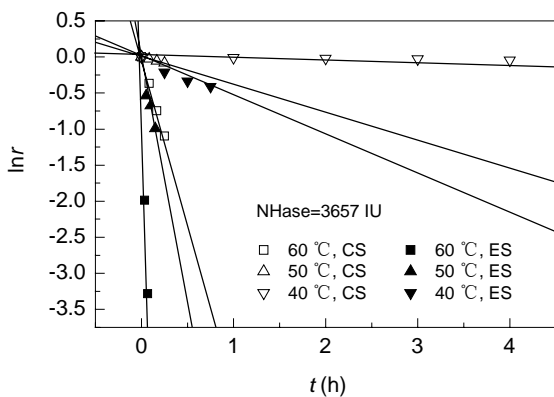 0.5
0.0
-0.5
-1.0
-1.5
-2.0
-2.5
-3.0
-3.5
lnr
NHase=3657 IU
60 ℃, CS
60 ℃, ES
50 ℃, CS
50 ℃, ES
40 ℃, CS
40 ℃, ES
0
1
2
3
4
t (h)